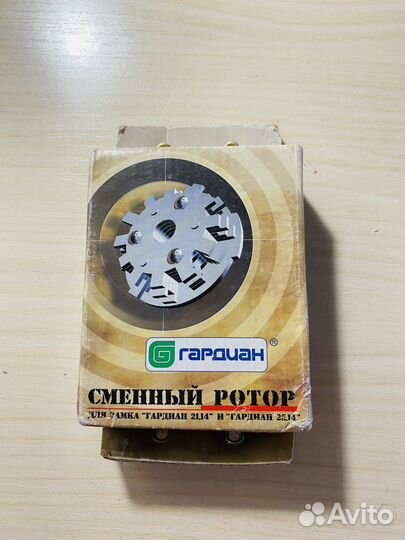 G ГАРДИАН ®
СМЕННЫЙ РОТОР
ДЛЯ ЗАМКА "ГАРДИАН 21.14" И "ГАРДИАН 25.14"
Avito